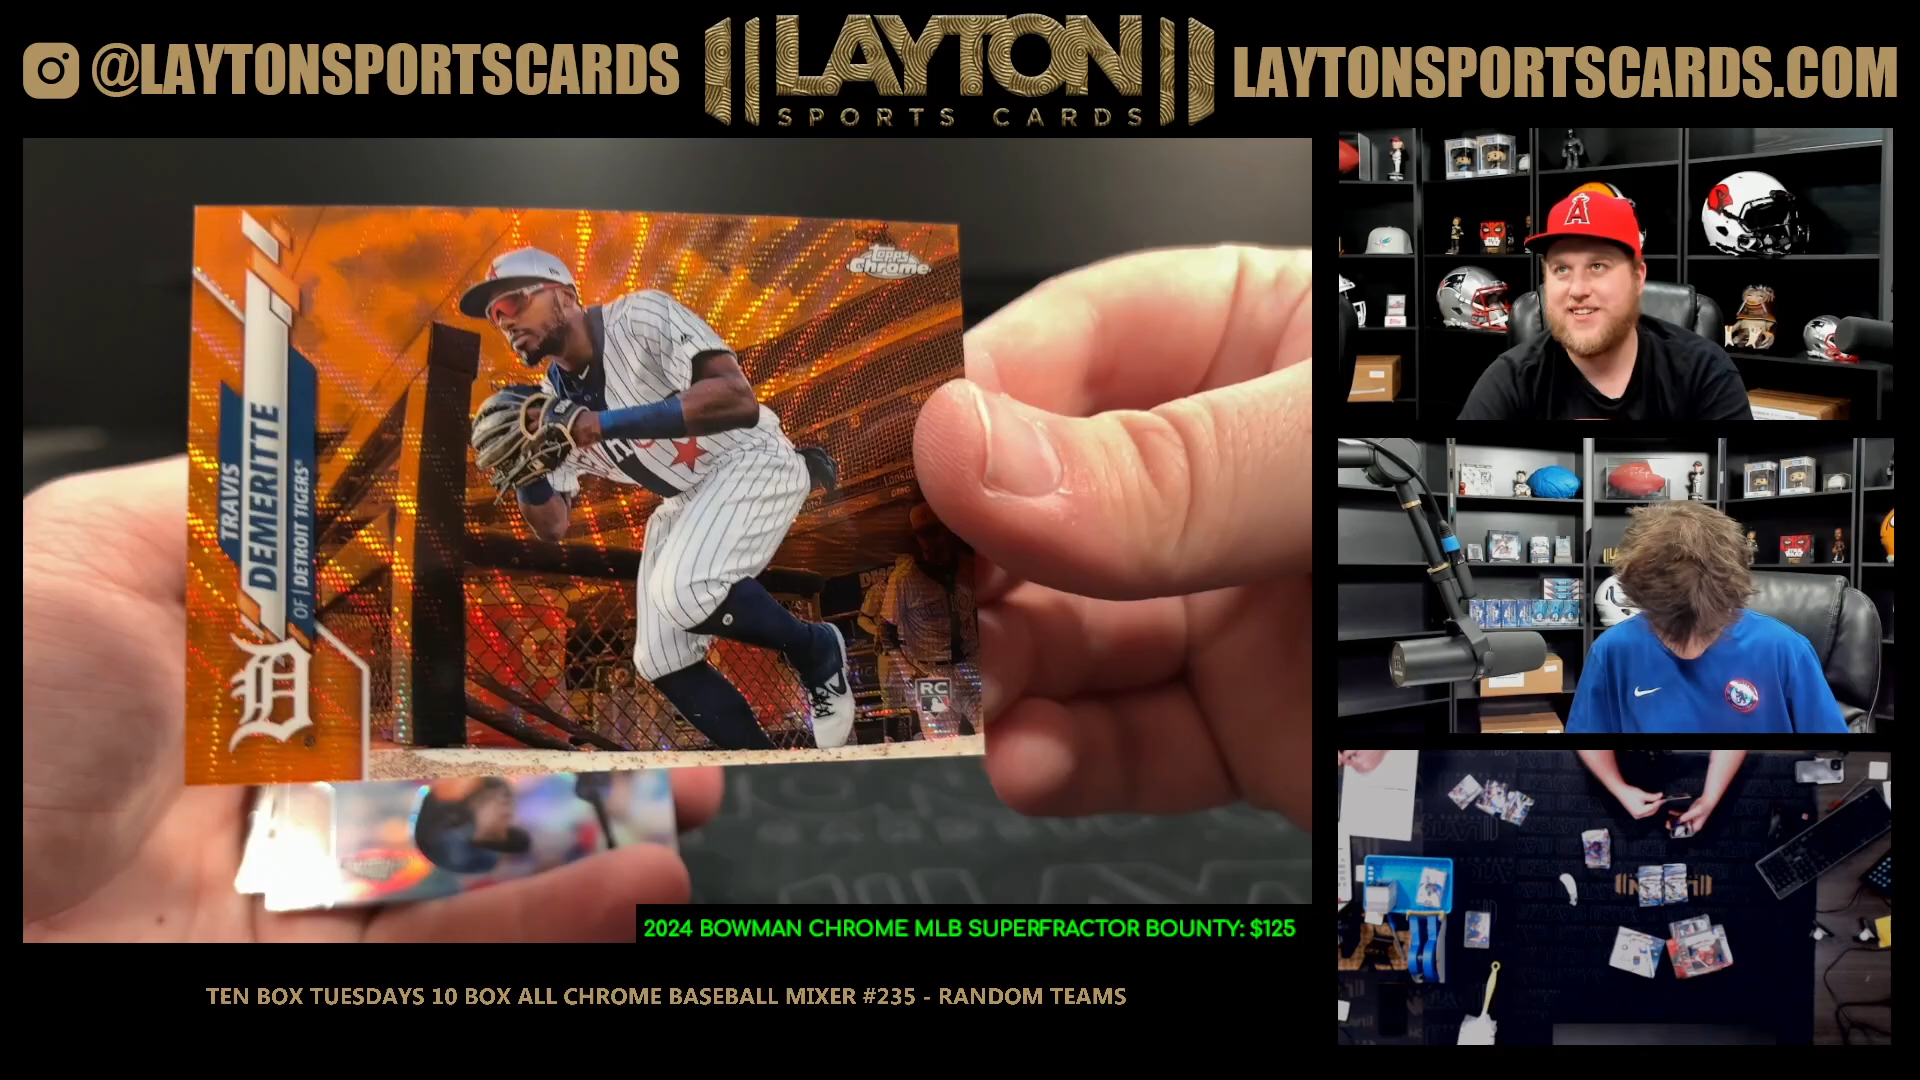 @LAYTONSPORTSCARDS
LAYTON
SPORTS CARDS
LAYTONSPORTSCARDS.COM
Topps
Chrome
TRAVIS
DEMERITTE
OF | DETROIT TIGERS®
D
RC
A
2024 BOWMAN CHROME MLB SUPERFRACTOR BOUNTY: $125
TEN BOX TUESDAYS 10 BOX ALL CHROME BASEBALL MIXER #235 - RANDOM TEAMS